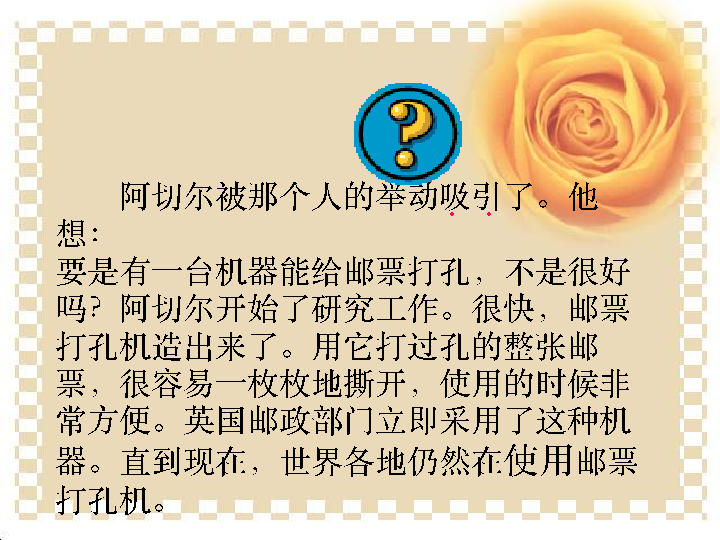 阿切尔被那个人的举动吸引了。他
想：
要是有一台机器能给邮票打孔，不是很好
吗？阿切尔开始了研究工作。很快，邮票
打孔机造出来了。用它打过孔的整张邮
票，很容易一枚枚地撕开，使用的时候非
常方便。英国邮政部门立即采用了这种机
器。直到现在，世界各地仍然在使用邮票
打孔机。